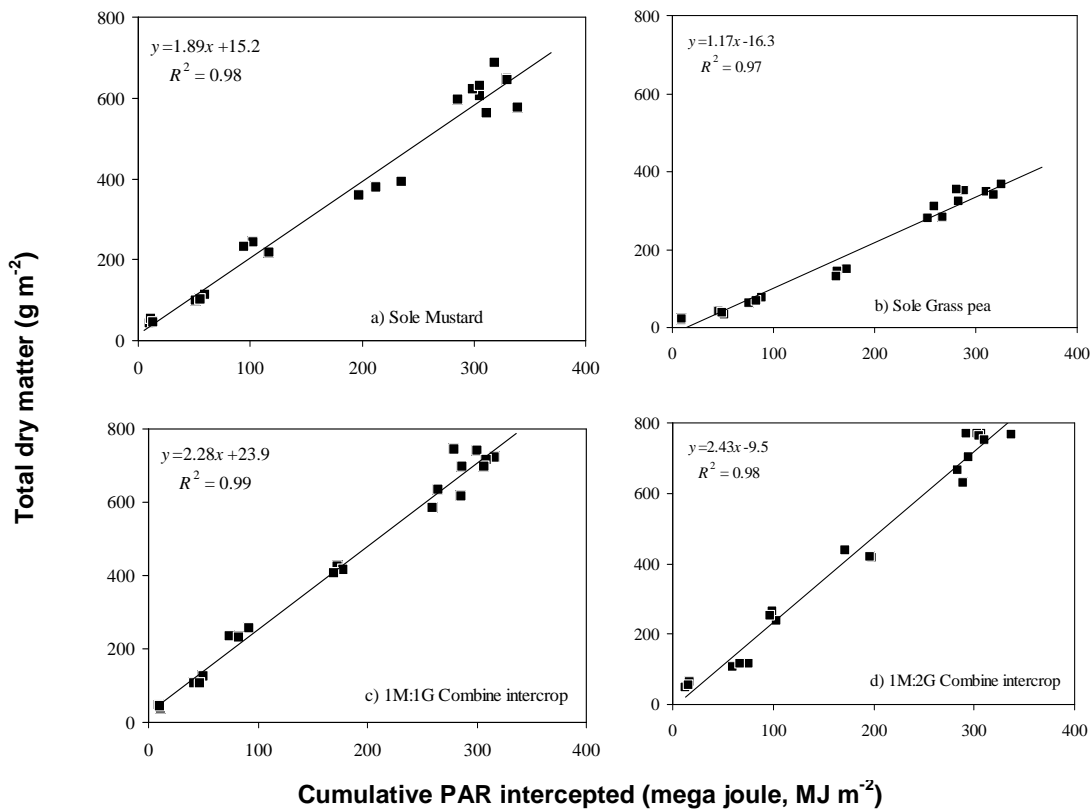 Total dry matter (g m⁻²)
800
y=1.89x +15.2
R² = 0.98
600
400
200
0
a) Sole Mustard
0 100 200 300 400
800
y=1.17x-16.3
R² = 0.97
600
400
200
0
b) Sole Grass pea
0 100 200 300 400
800
y=2.28x +23.9
R² = 0.99
600
400
200
0
c) 1M:1G Combine intercrop
0 100 200 300 400
800
y=2.43x-9.5
R² = 0.98
600
400
200
0
d) 1M:2G Combine intercrop
0 100 200 300 400
Cumulative PAR intercepted (mega joule, MJ m⁻²)